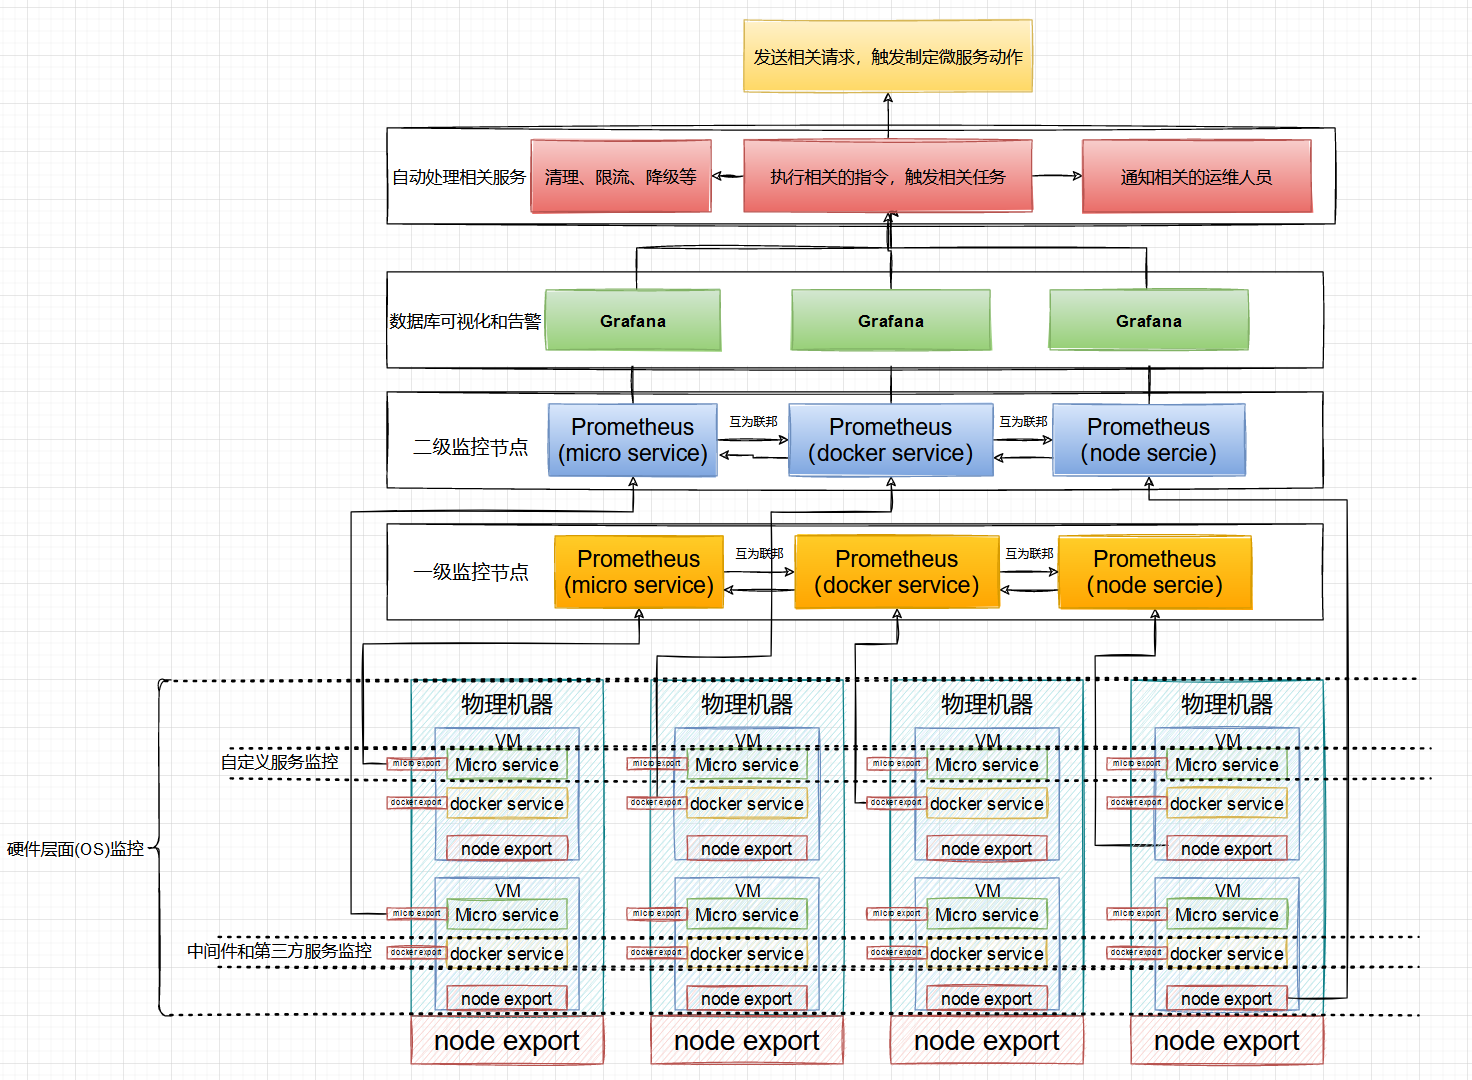 发送相关请求，触发制定微服务动作
自动处理相关服务
清理、限流、降级等
执行相关的指令，触发相关任务
通知相关的运维人员
数据库可视化和告警
Grafana
Grafana
Grafana
二级监控节点
Prometheus
(micro service)
互为联邦
Prometheus
（docker service）
互为联邦
Prometheus
（node sercie）
一级监控节点
Prometheus
(micro service)
互为联邦
Prometheus
（docker service）
互为联邦
Prometheus
（node sercie）
物理机器
物理机器
物理机器
物理机器
VM
VM
VM
VM
自定义服务监控
micro export
Micro service
micro export
Micro service
micro export
Micro service
micro export
Micro service
docker export
docker service
docker export
docker service
docker export
docker service
docker export
docker service
硬件层面(OS)监控
node export
node export
node export
node export
VM
VM
VM
VM
micro export
Micro service
micro export
Micro service
micro export
Micro service
micro export
Micro service
中间件和第三方服务监控
docker export
docker service
docker export
docker service
docker export
docker service
docker export
docker service
node export
node export
node export
node export
node export
node export
node export
node export